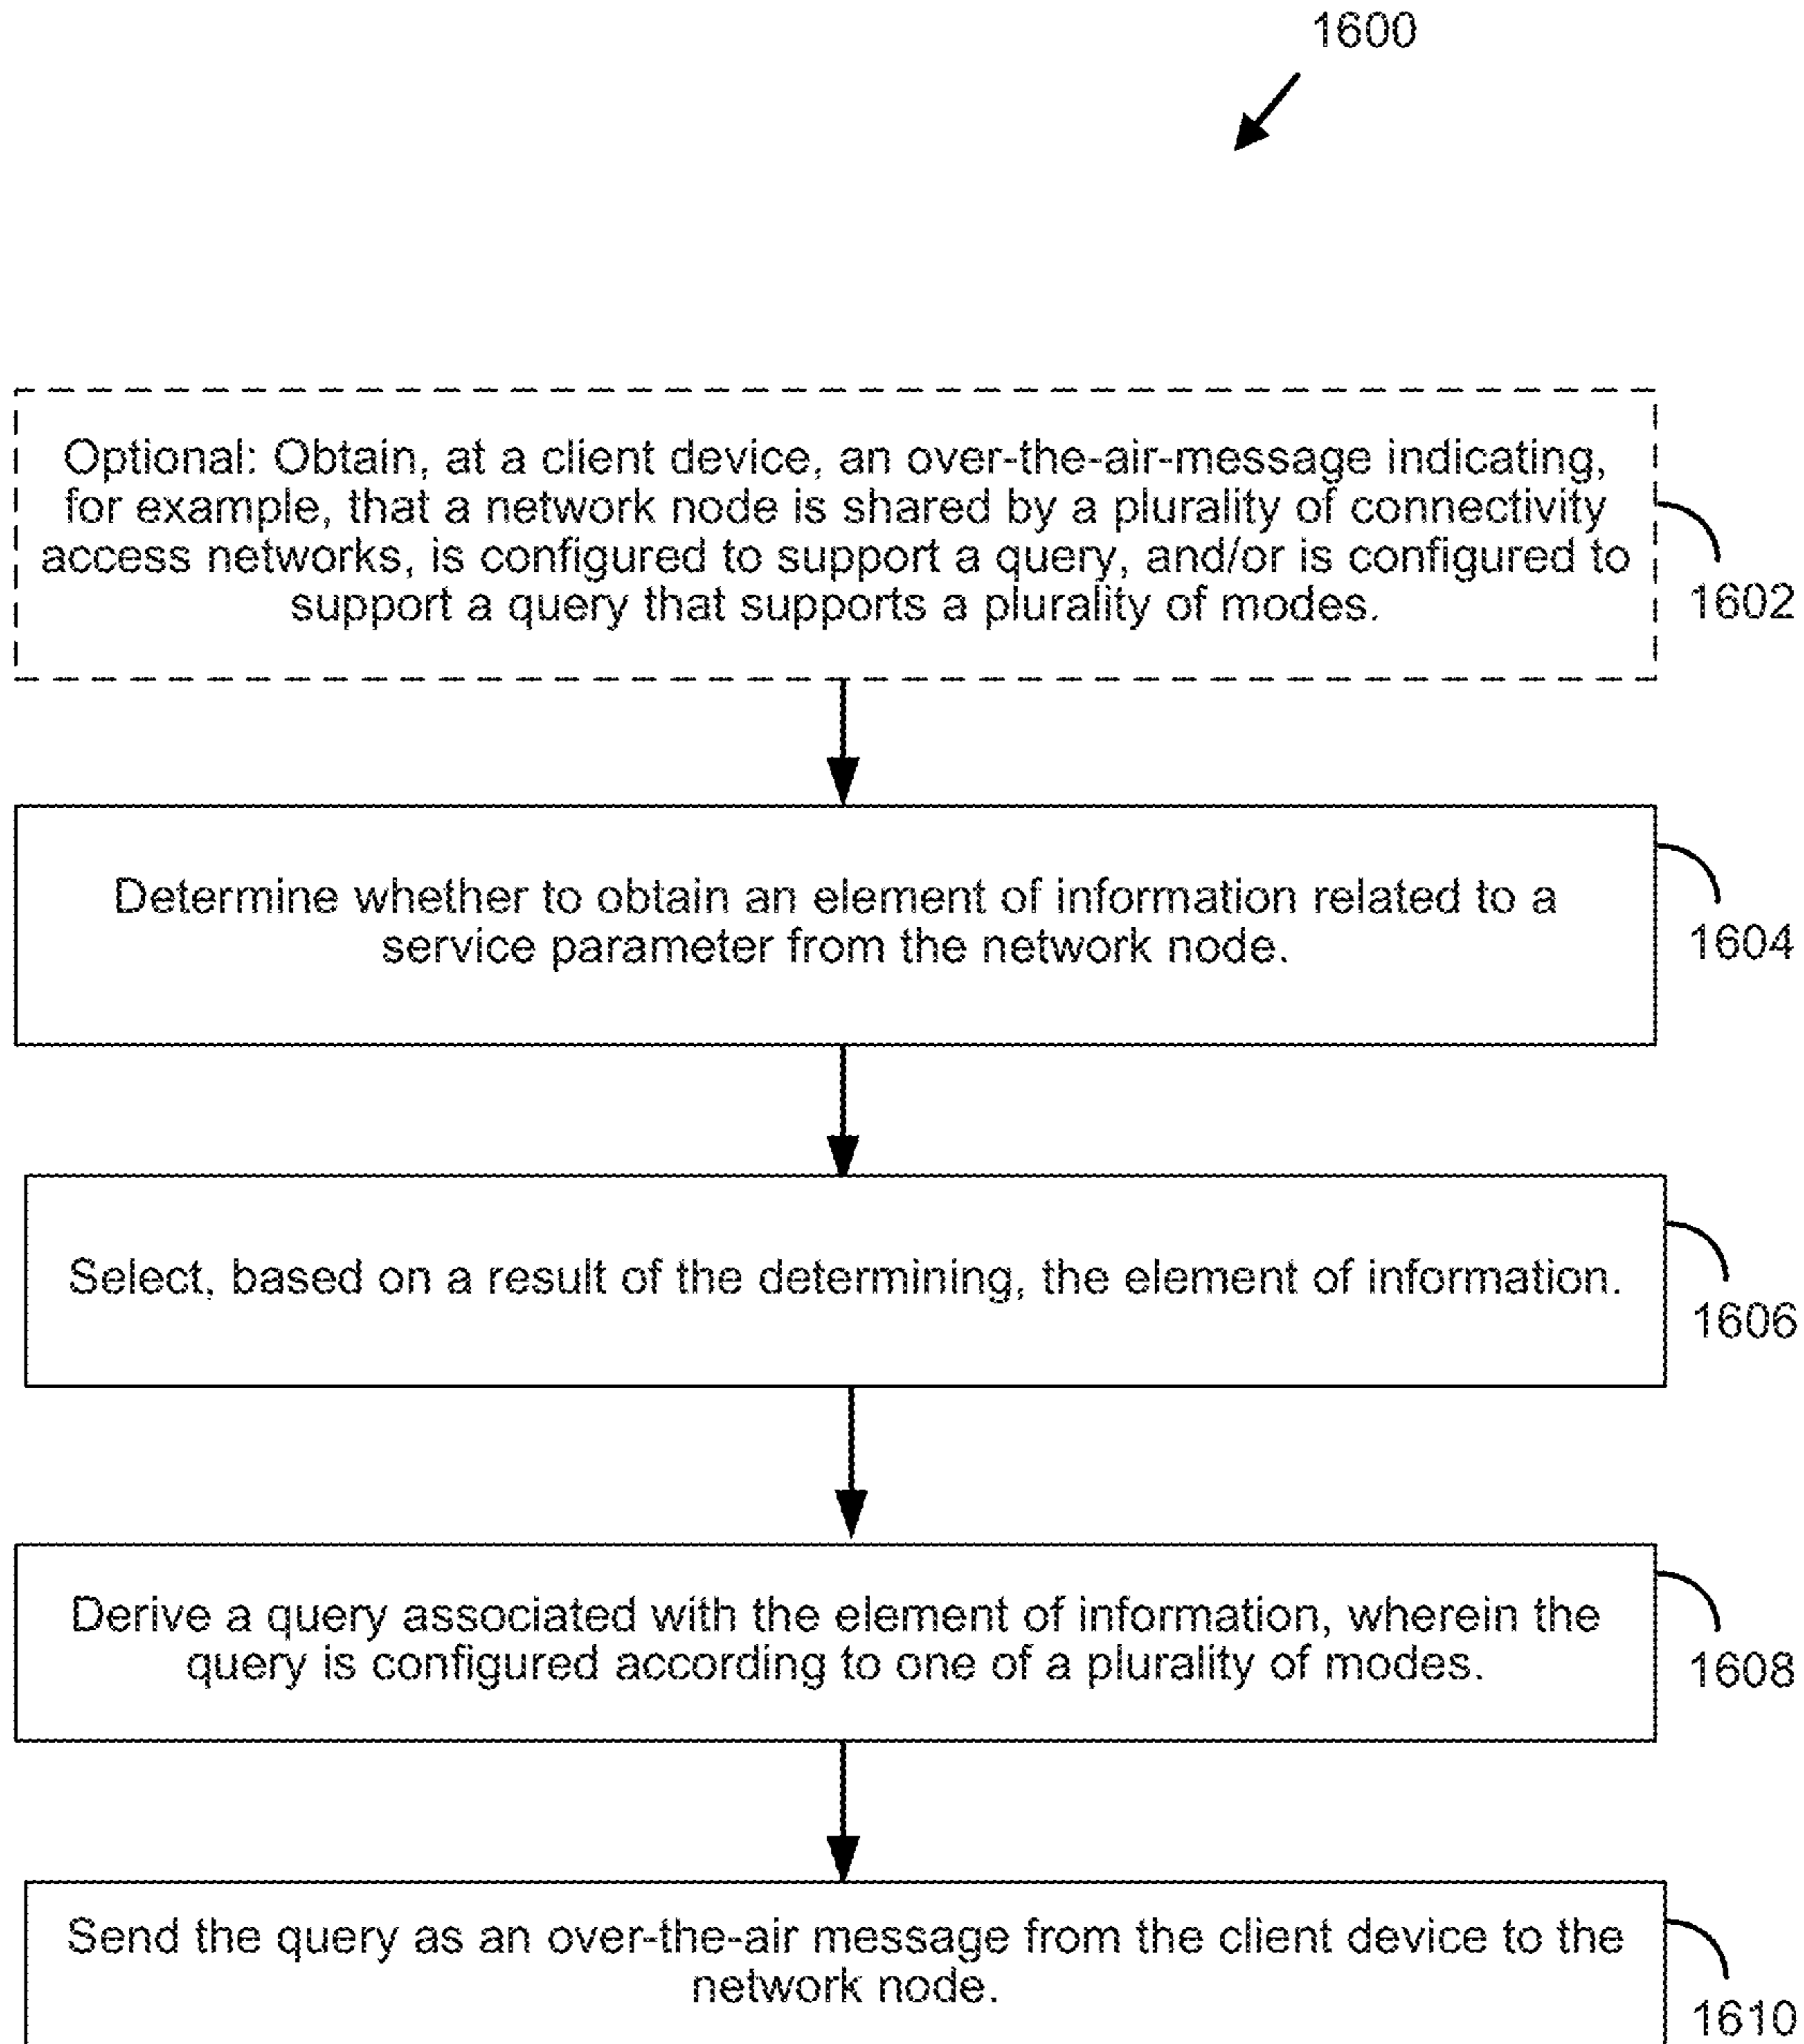 1600
Optional: Obtain, at a client device, an over-the-air-message indicating,
for example, that a network node is shared by a plurality of connectivity
access networks, is configured to support a query, and/or is configured to
support a query that supports a plurality of modes.
1602
Determine whether to obtain an element of information related to a
service parameter from the network node.
1604
Select, based on a result of the determining, the element of information.
1606
Derive a query associated with the element of information, wherein the
query is configured according to one of a plurality of modes.
1608
Send the query as an over-the-air message from the client device to the
network node.
1610